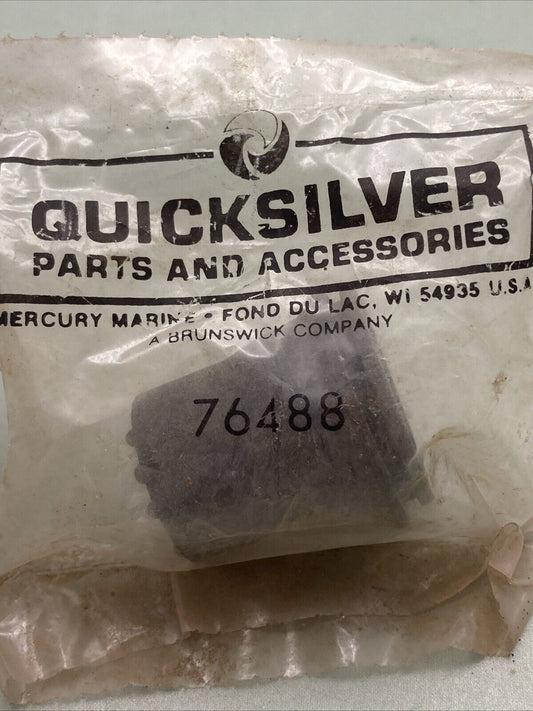 QUICKSILVER
PARTS AND ACCESSORIES
MERCURY MARINE • FOND DU LAC, WI 54935 U.S.A
A BRUNSWICK COMPANY
76488